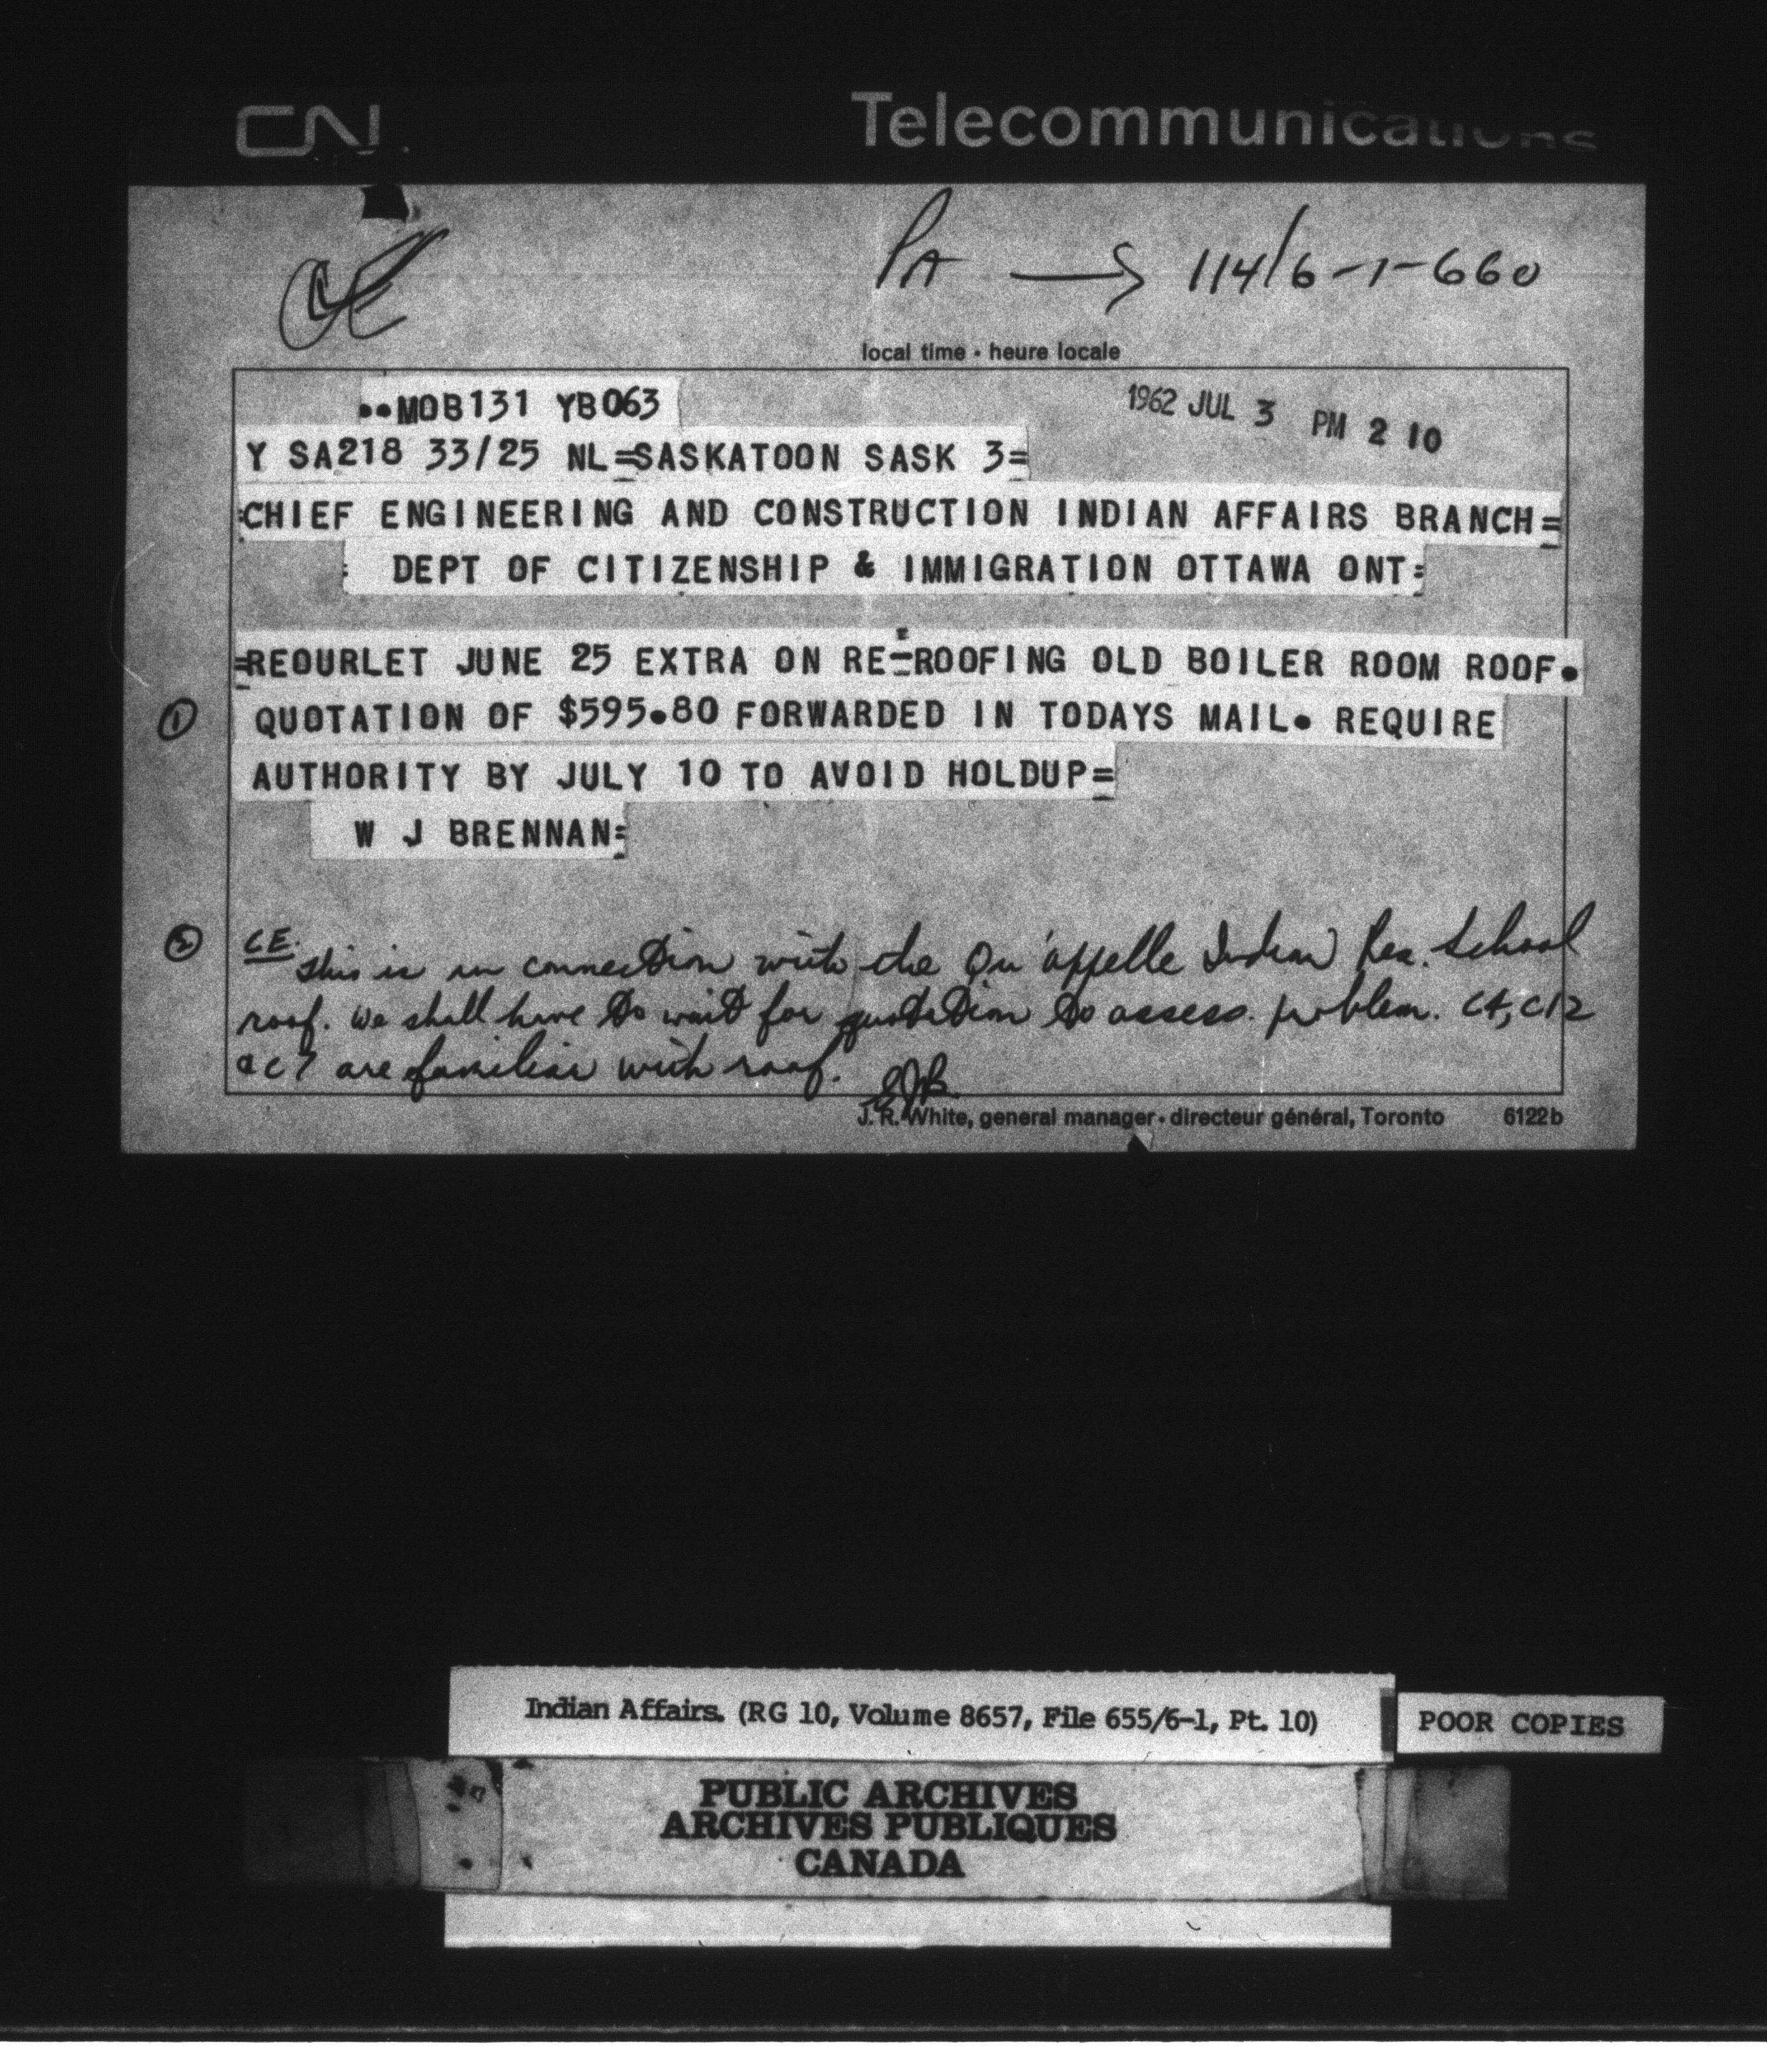 CN Telecommunications
PA → 114/6-1-660
local time • heure locale
••MOB131 YB063
1962 JUL 3 PM 2 10
Y SA218 33/25 NL=SASKATOON SASK 3=
:CHIEF ENGINEERING AND CONSTRUCTION INDIAN AFFAIRS BRANCH=
: DEPT OF CITIZENSHIP & IMMIGRATION OTTAWA ONT:
=REOURLET JUNE 25 EXTRA ON RE-ROOFING OLD BOILER ROOM ROOF.
① QUOTATION OF $595.80 FORWARDED IN TODAYS MAIL. REQUIRE
AUTHORITY BY JULY 10 TO AVOID HOLDUP=
W J BRENNAN=
② CE.
This is in connection with the Qu'appelle Indian Res. School
roof. We shall have to wait for quotation to assess problem. C4, C12
& C7 are familiar with roof. EJB
J. R. White, general manager • directeur général, Toronto 6122b
Indian Affairs. (RG 10, Volume 8657, File 655/6-1, Pt. 10)
POOR COPIES
PUBLIC ARCHIVES
ARCHIVES PUBLIQUES
CANADA